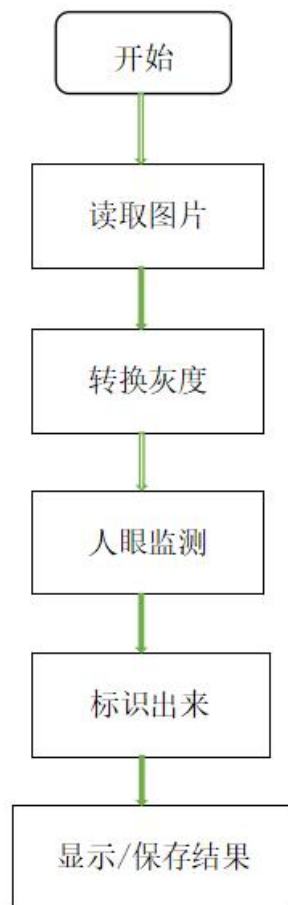 开始
读取图片
转换灰度
人眼监测
标识出来
显示/保存结果